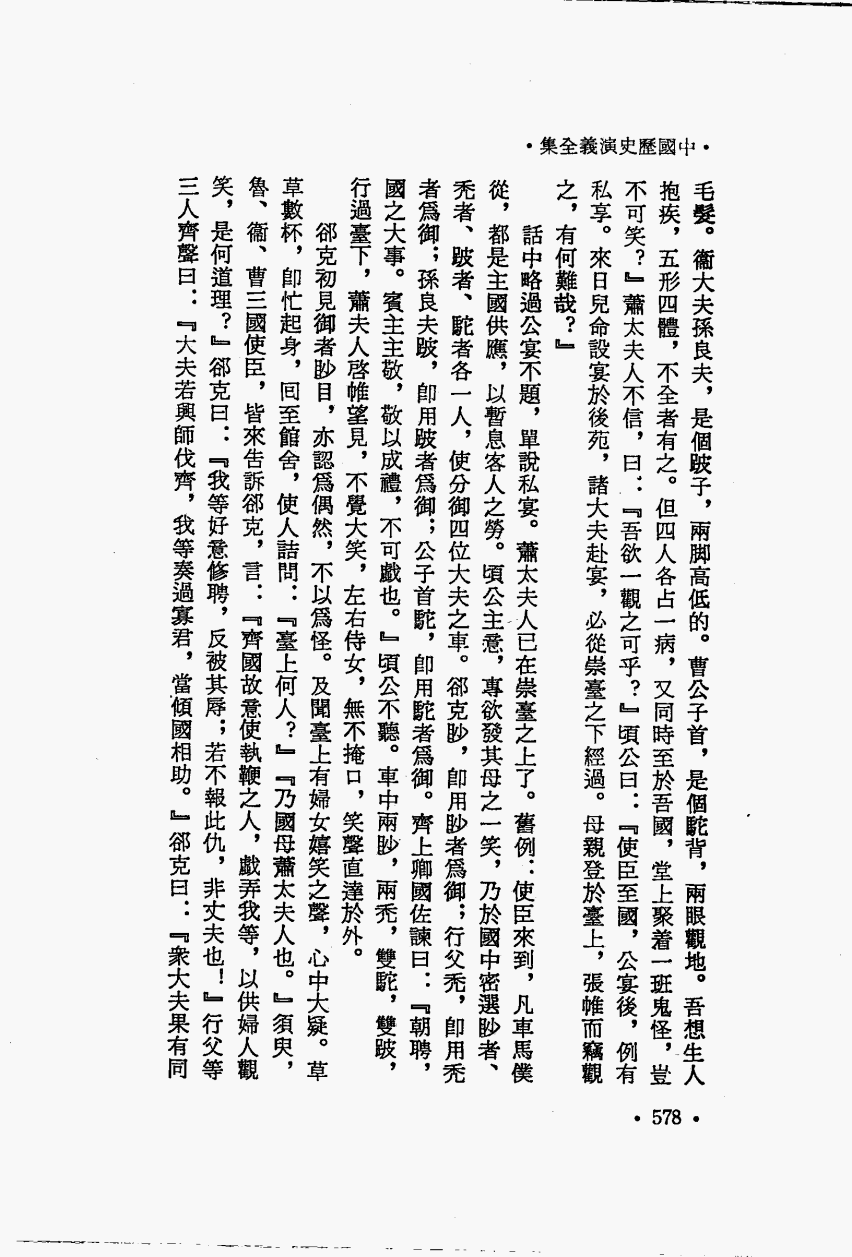 •中國歷史演義全集•
毛髮。衞大夫孫良夫，是個跛子，兩脚高低的。曹公子首，是個駝背，兩眼觀地。吾想生人
抱疾，五形四體，不全者有之。但四人各占一病，又同時至於吾國，堂上聚着一班鬼怪，豈
不可笑？』蕭太夫人不信，曰：『吾欲一觀之可乎？』頃公曰：『使臣至國，公宴後，例有
私享。來日兒命設宴於後苑，諸大夫赴宴，必從崇臺之下經過。母親登於臺上，張帷而竊觀
之，有何難哉？』
話中略過公宴不題，單說私宴。蕭太夫人已在崇臺之上了。舊例：使臣來到，凡車馬僕
從，都是主國供應，以暫息客人之勞。頃公主意，專欲發其母之一笑，乃於國中密選眇者、
禿者、跛者、駝者各一人，使分御四位大夫之車。郤克眇，卽用眇者爲御；行父禿，卽用禿
者爲御；孫良夫跛，卽用跛者爲御；公子首駝，卽用駝者爲御。齊上卿國佐諫曰：『朝聘，
國之大事。賓主主敬，敬以成禮，不可戲也。』頃公不聽。車中兩眇，兩禿，雙駝，雙跛，
行過臺下，蕭夫人啓帷望見，不覺大笑，左右侍女，無不掩口，笑聲直達於外。
郤克初見御者眇目，亦認爲偶然，不以爲怪。及聞臺上有婦女嬉笑之聲，心中大疑。草
草數杯，卽忙起身，回至館舍，使人詰問：『臺上何人？』『乃國母蕭太夫人也。』須臾，
魯、衞、曹三國使臣，皆來告訴郤克，言：『齊國故意使執鞭之人，戲弄我等，以供婦人觀
笑，是何道理？』郤克曰：『我等好意修聘，反被其辱；若不報此仇，非丈夫也！』行父等
三人齊聲曰：『大夫若興師伐齊，我等奏過寡君，當傾國相助。』郤克曰：『衆大夫果有同
•578•